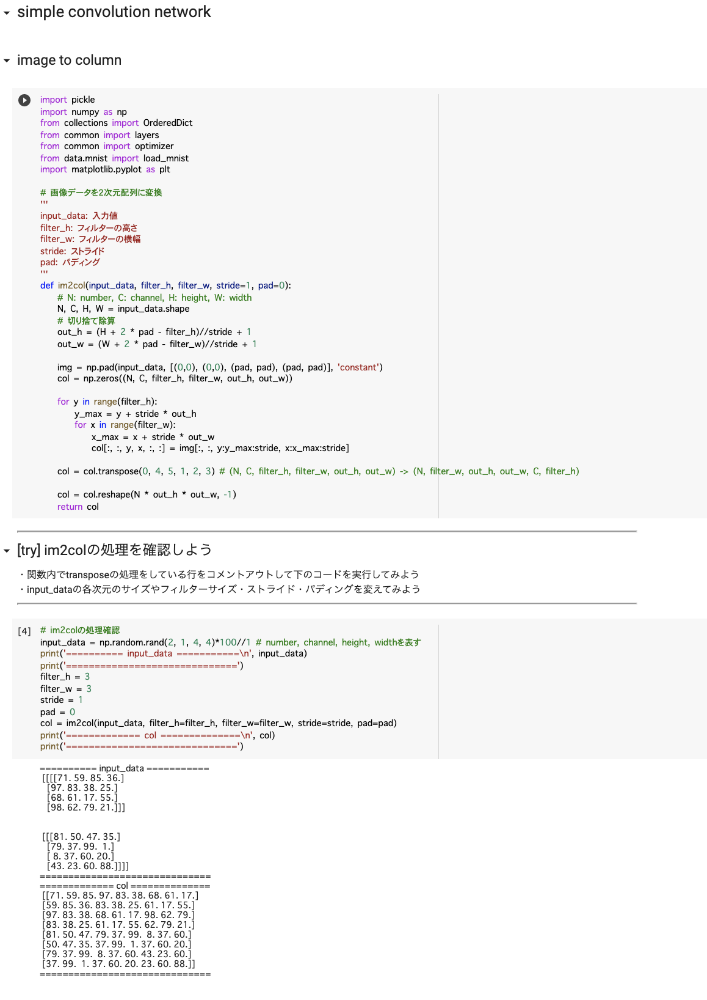 simple convolution network
image to column
import pickle
import numpy as np
from collections import OrderedDict
from common import layers
from common import optimizer
from data.mnist import load_mnist
import matplotlib.pyplot as plt
# 画像データを2次元配列に変換
'''
input_data: 入力値
filter_h: フィルターの高さ
filter_w: フィルターの横幅
stride: ストライド
pad: パディング
'''
def im2col(input_data, filter_h, filter_w, stride=1, pad=0):
    # N: number, C: channel, H: height, W: width
    N, C, H, W = input_data.shape
    # 切り捨て除算
    out_h = (H + 2 * pad - filter_h)//stride + 1
    out_w = (W + 2 * pad - filter_w)//stride + 1
    img = np.pad(input_data, [(0,0), (0,0), (pad, pad), (pad, pad)], 'constant')
    col = np.zeros((N, C, filter_h, filter_w, out_h, out_w))
    for y in range(filter_h):
        y_max = y + stride * out_h
        for x in range(filter_w):
            x_max = x + stride * out_w
            col[:, :, y, x, :, :] = img[:, :, y:y_max:stride, x:x_max:stride]
    col = col.transpose(0, 4, 5, 1, 2, 3) # (N, C, filter_h, filter_w, out_h, out_w) -> (N, filter_w, out_h, out_w, C, filter_h)
    col = col.reshape(N * out_h * out_w, -1)
    return col
[try] im2colの処理を確認しよう
・関数内でtransposeの処理をしている行をコメントアウトして下のコードを実行してみよう
・input_dataの各次元のサイズやフィルターサイズ・ストライド・パディングを変えてみよう
[4] # im2colの処理確認
input_data = np.random.rand(2, 1, 4, 4)*100//1 # number, channel, height, widthを表す
print('========== input_data ===========\n', input_data)
print('==============================')
filter_h = 3
filter_w = 3
stride = 1
pad = 0
col = im2col(input_data, filter_h=filter_h, filter_w=filter_w, stride=stride, pad=pad)
print('============= col ==============\n', col)
print('==============================')
========== input_data ===========
[[[[71. 59. 85. 36.]
[97. 83. 38. 25.]
[68. 61. 17. 55.]
[98. 62. 79. 21.]]]
[[[81. 50. 47. 35.]
[79. 37. 99. 1.]
[ 8. 37. 60. 20.]
[43. 23. 60. 88.]]]]
==============================
============= col ==============
[[71. 59. 85. 97. 83. 38. 68. 61. 17.]
[59. 85. 36. 83. 38. 25. 61. 17. 55.]
[97. 83. 38. 68. 61. 17. 98. 62. 79.]
[83. 38. 25. 61. 17. 55. 62. 79. 21.]
[81. 50. 47. 79. 37. 99. 8. 37. 60.]
[50. 47. 35. 37. 99. 1. 37. 60. 20.]
[79. 37. 99. 8. 37. 60. 43. 23. 60.]
[37. 99. 1. 37. 60. 20. 23. 60. 88.]]
==============================